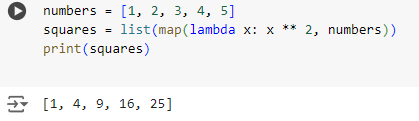 numbers = [1, 2, 3, 4, 5]
squares = list(map(lambda x: x ** 2, numbers))
print(squares)
[1, 4, 9, 16, 25]